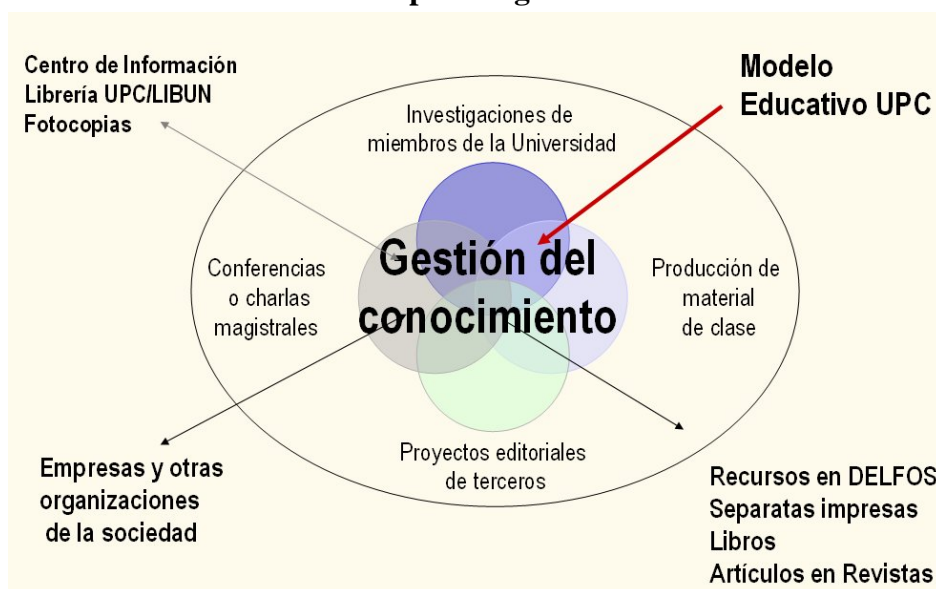 Centro de Información
Librería UPC/LIBUN
Fotocopias
Modelo
Educativo UPC
Investigaciones de
miembros de la Universidad
Conferencias
o charlas
magistrales
Gestión del
conocimiento
Producción de
material
de clase
Proyectos editoriales
de terceros
Empresas y otras
organizaciones
de la sociedad
Recursos en DELFOS
Separatas impresas
Libros
Artículos en Revistas